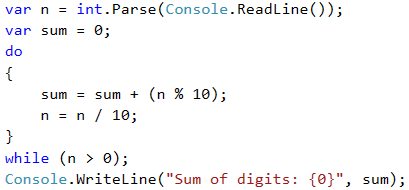 var n = int.Parse(Console.ReadLine());
var sum = 0;
do
{
    sum = sum + (n % 10);
    n = n / 10;
}
while (n > 0);
Console.WriteLine("Sum of digits: {0}", sum);